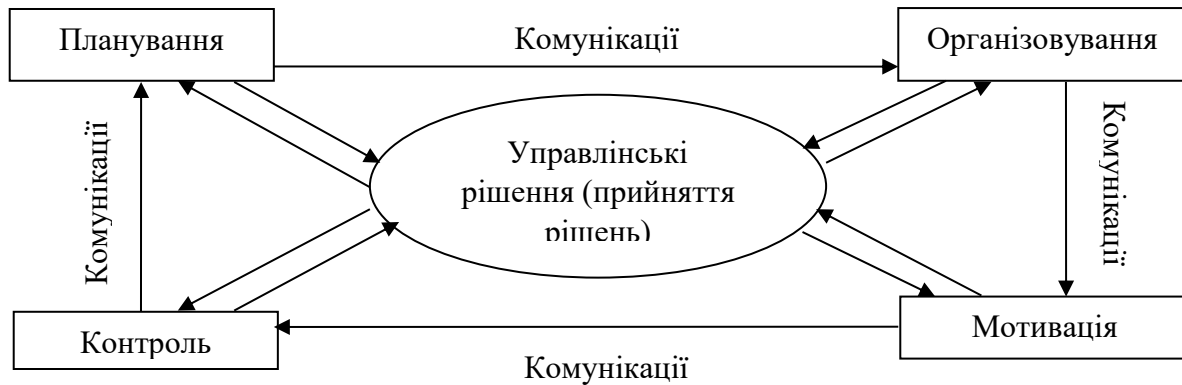 Планування
Комунікації
Організовування
Комунікації
Управлінські
рішення (прийняття
рішень)
Комунікації
Контроль
Комунікації
Мотивація